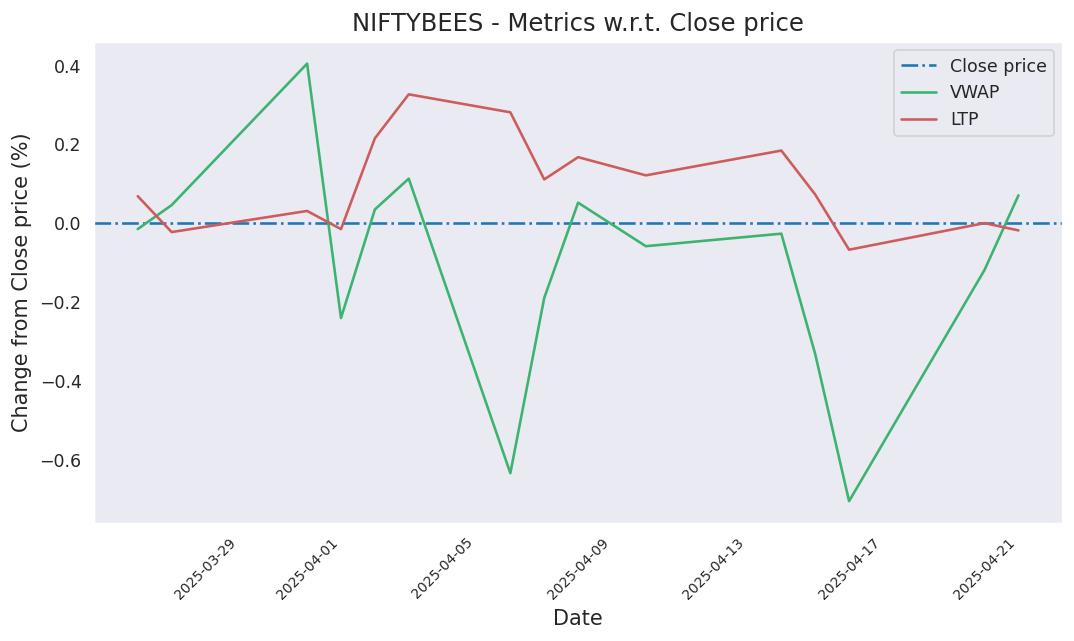 NIFTYBEES - Metrics w.r.t. Close price
Close price
VWAP
LTP
Change from Close price (%)
0.4
0.2
0.0
−0.2
−0.4
−0.6
2025-03-29
2025-04-01
2025-04-05
2025-04-09
2025-04-13
2025-04-17
2025-04-21
Date